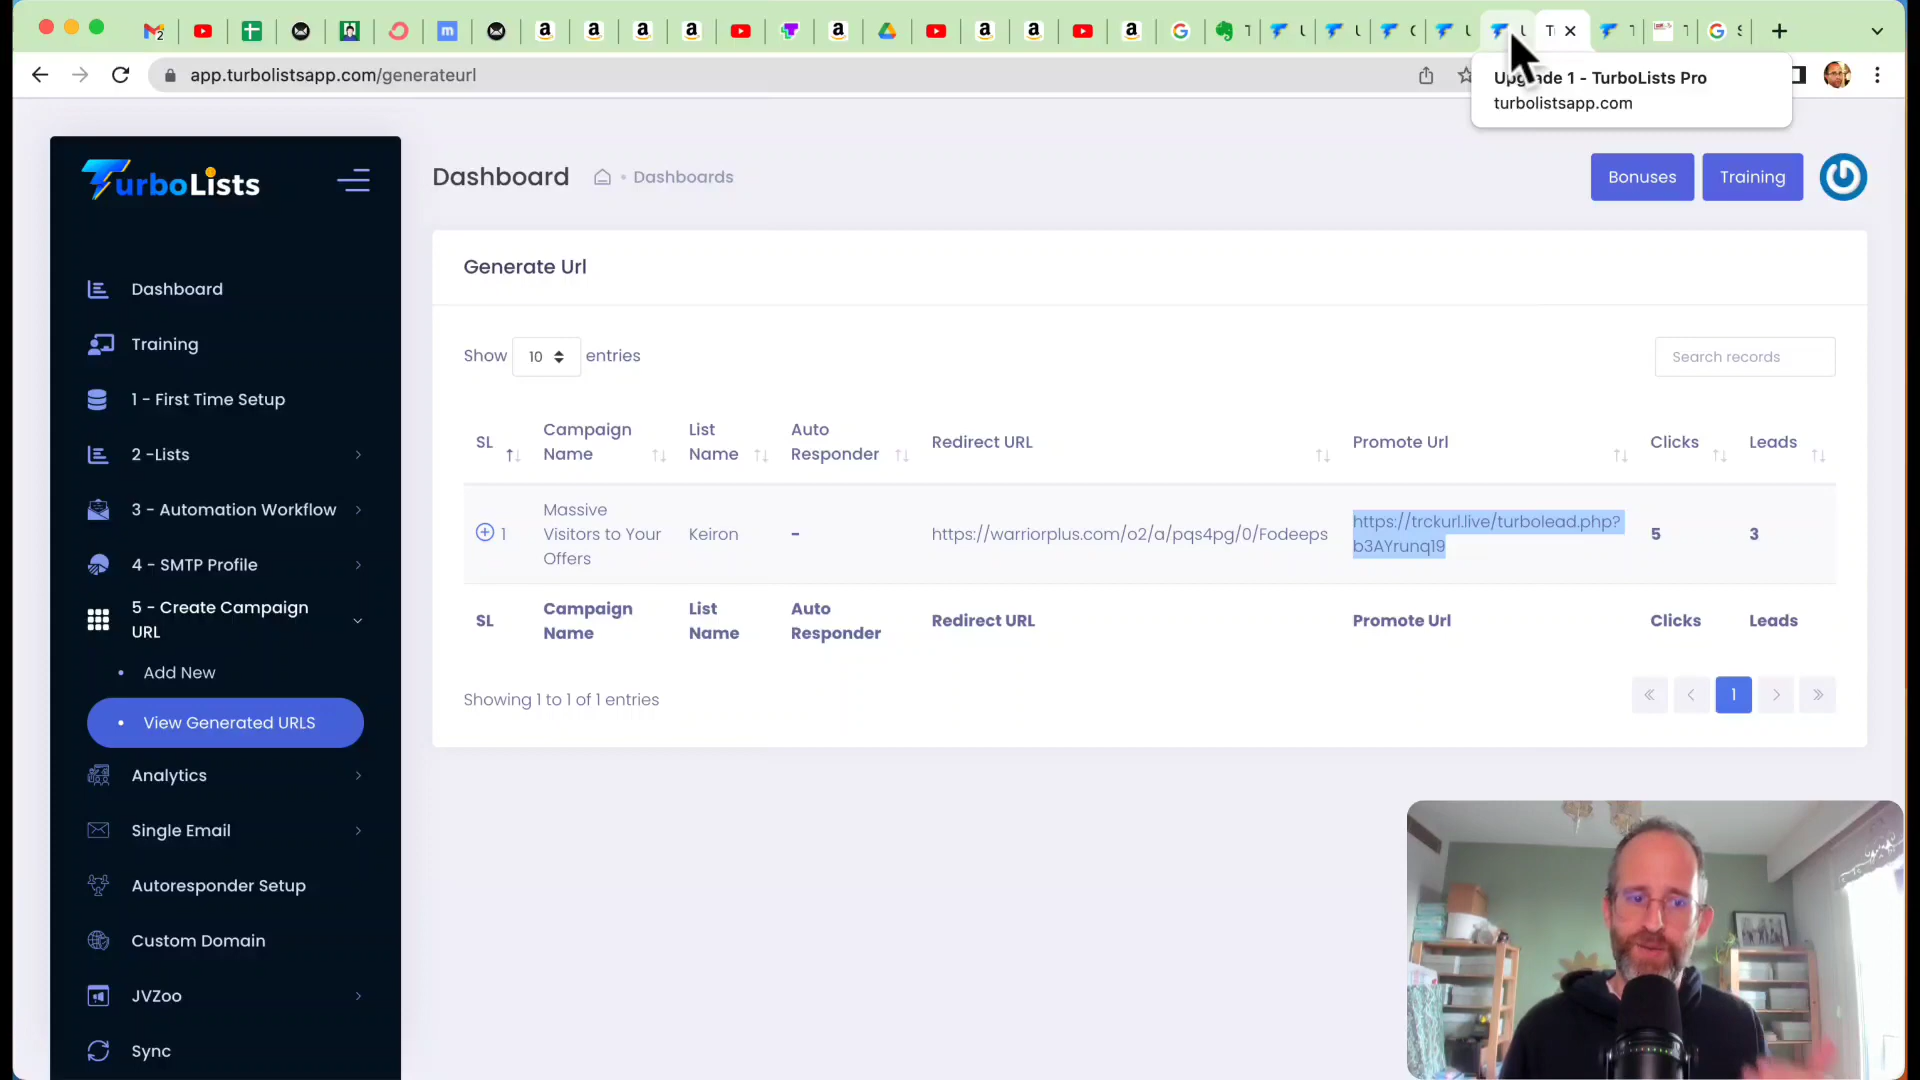 2
T
app.turbolistsapp.com/generateurl
Upgrade 1 - TurboLists Pro
turbolistsapp.com
TurboLists
Dashboard
Dashboards
Bonuses
Training
Dashboard
Training
1 - First Time Setup
2 -Lists
3 - Automation Workflow
4 - SMTP Profile
5 - Create Campaign
URL
Add New
View Generated URLS
Analytics
Single Email
Autoresponder Setup
Custom Domain
JVZoo
Sync
Generate Url
Show 10 entries
Search records
SL
Campaign
Name
List
Name
Auto
Responder
Redirect URL
Promote Url
Clicks
Leads
1
Massive
Visitors to Your
Offers
Keiron
-
https://warriorplus.com/o2/a/pqs4pg/0/Fodeeps
https://trckurl.live/turbolead.php?
b3AYrunq19
5
3
SL
Campaign
Name
List
Name
Auto
Responder
Redirect URL
Promote Url
Clicks
Leads
Showing 1 to 1 of 1 entries
« ‹ 1 › »